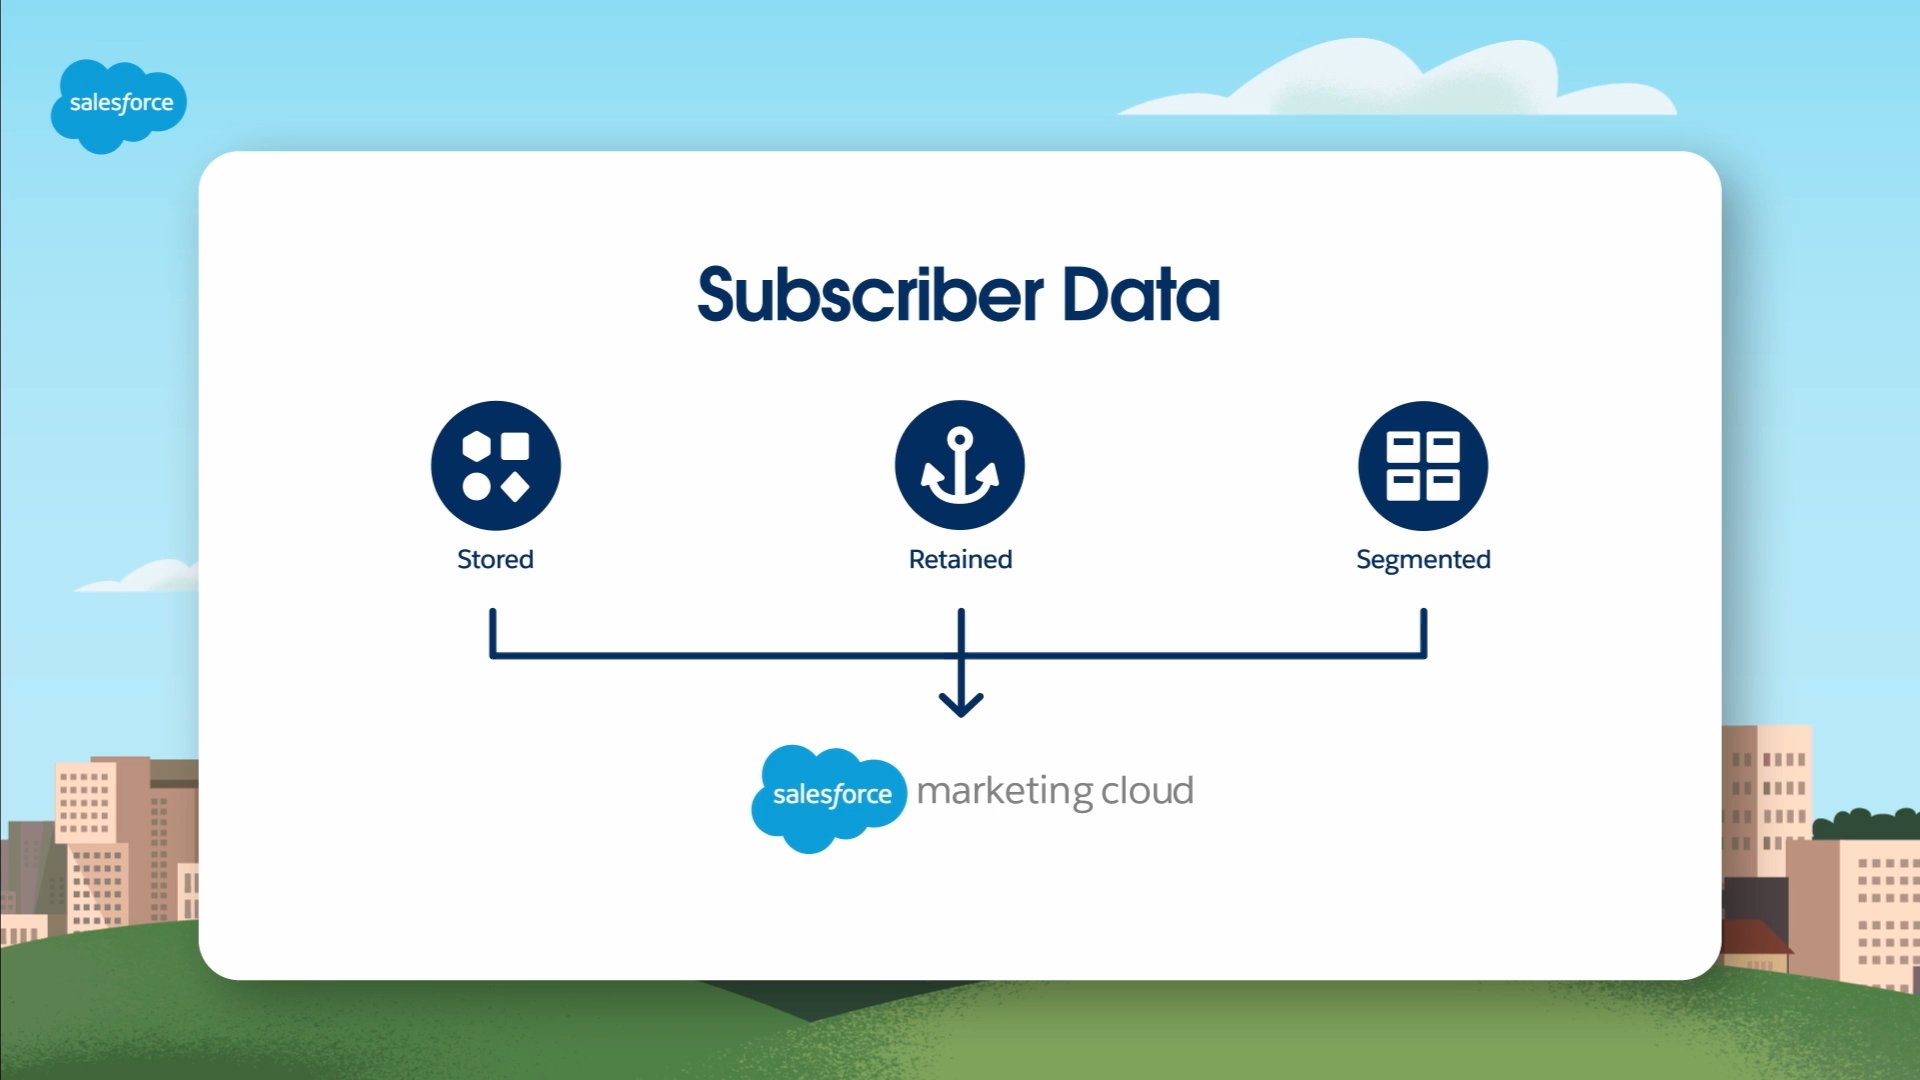 salesforce
Subscriber Data
Stored
Retained
Segmented
salesforce marketing cloud